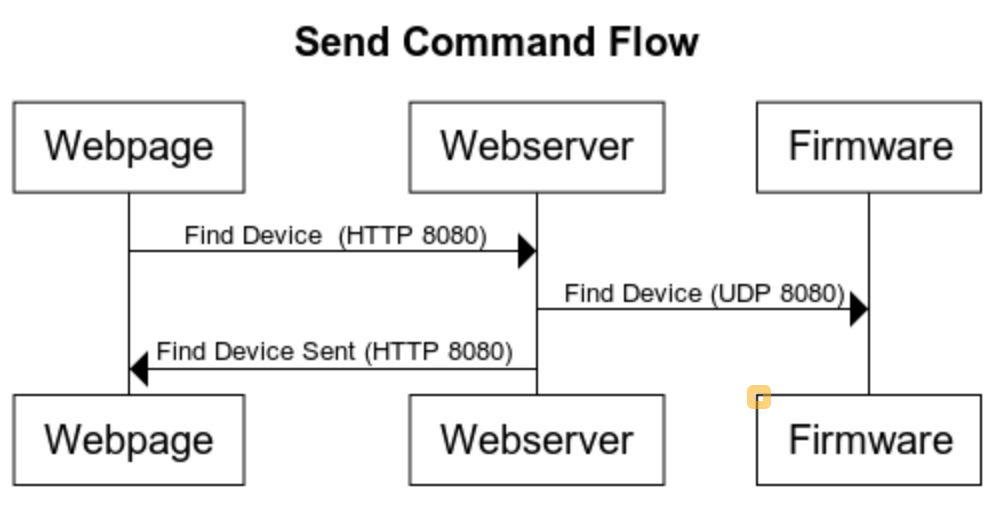 Send Command Flow
Webpage
Webserver
Firmware
Find Device  (HTTP 8080)
Find Device (UDP 8080)
Find Device Sent (HTTP 8080)
Webpage
Webserver
Firmware